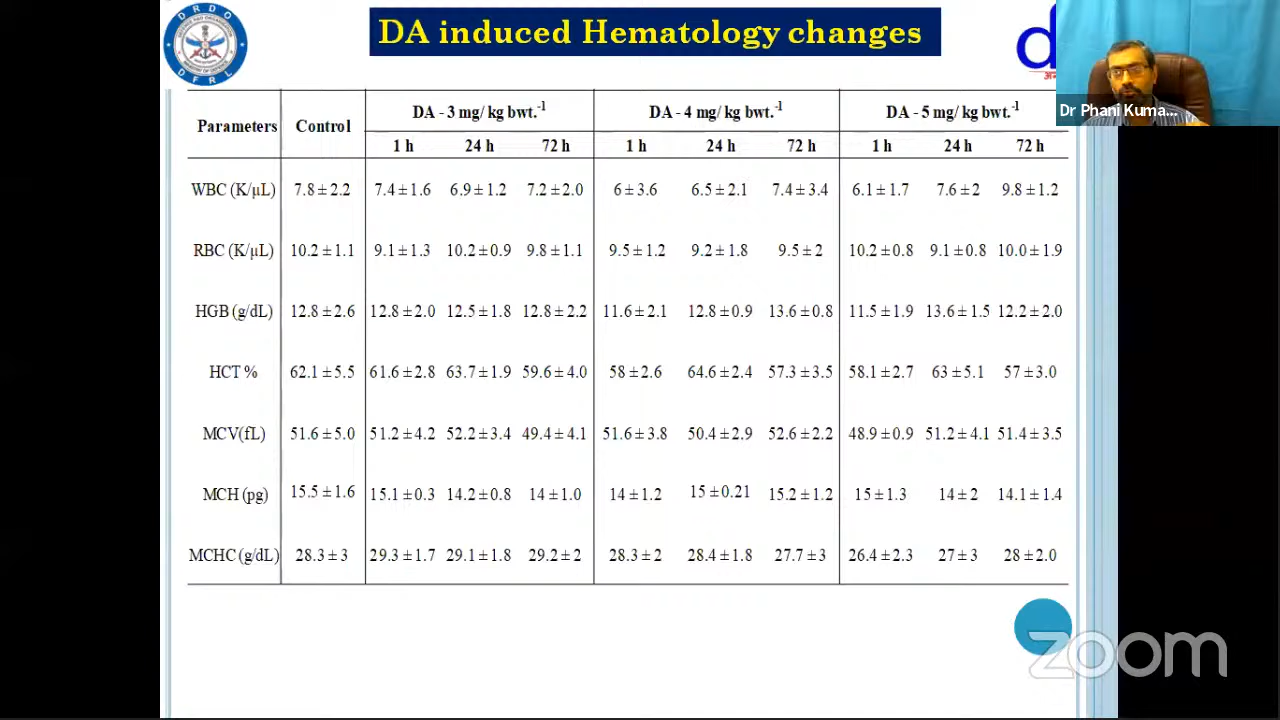 DRDO
MINISTRY OF DEFENCE
DFRL
DA induced Hematology changes
Dr Phani Kuma...
Parameters Control DA - 3 mg/ kg bwt.-1 DA - 4 mg/ kg bwt.-1 DA - 5 mg/ kg bwt.-1
1 h 24 h 72 h 1 h 24 h 72 h 1 h 24 h 72 h
WBC (K/µL) 7.8 ± 2.2 7.4 ± 1.6 6.9 ± 1.2 7.2 ± 2.0 6 ± 3.6 6.5 ± 2.1 7.4 ± 3.4 6.1 ± 1.7 7.6 ± 2 9.8 ± 1.2
RBC (K/µL) 10.2 ± 1.1 9.1 ± 1.3 10.2 ± 0.9 9.8 ± 1.1 9.5 ± 1.2 9.2 ± 1.8 9.5 ± 2 10.2 ± 0.8 9.1 ± 0.8 10.0 ± 1.9
HGB (g/dL) 12.8 ± 2.6 12.8 ± 2.0 12.5 ± 1.8 12.8 ± 2.2 11.6 ± 2.1 12.8 ± 0.9 13.6 ± 0.8 11.5 ± 1.9 13.6 ± 1.5 12.2 ± 2.0
HCT % 62.1 ± 5.5 61.6 ± 2.8 63.7 ± 1.9 59.6 ± 4.0 58 ± 2.6 64.6 ± 2.4 57.3 ± 3.5 58.1 ± 2.7 63 ± 5.1 57 ± 3.0
MCV(fL) 51.6 ± 5.0 51.2 ± 4.2 52.2 ± 3.4 49.4 ± 4.1 51.6 ± 3.8 50.4 ± 2.9 52.6 ± 2.2 48.9 ± 0.9 51.2 ± 4.1 51.4 ± 3.5
MCH (pg) 15.5 ± 1.6 15.1 ± 0.3 14.2 ± 0.8 14 ± 1.0 14 ± 1.2 15 ± 0.21 15.2 ± 1.2 15 ± 1.3 14 ± 2 14.1 ± 1.4
MCHC (g/dL) 28.3 ± 3 29.3 ± 1.7 29.1 ± 1.8 29.2 ± 2 28.3 ± 2 28.4 ± 1.8 27.7 ± 3 26.4 ± 2.3 27 ± 3 28 ± 2.0
zoom